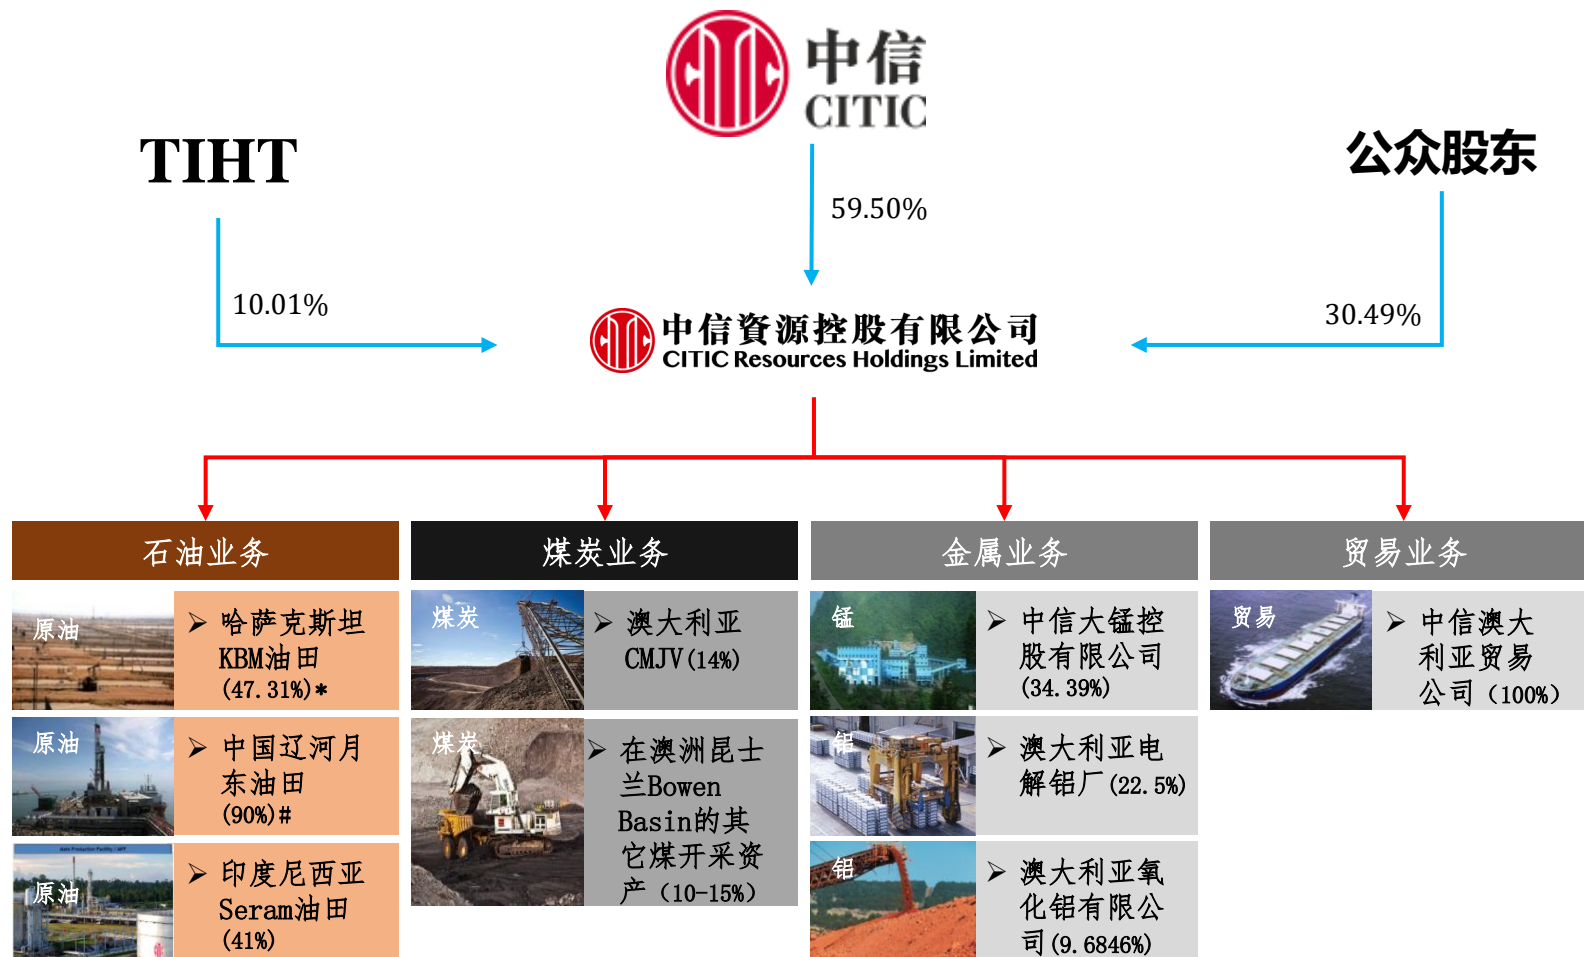 中信
CITIC
TIHT
公众股东
59.50%
10.01%
30.49%
中信資源控股有限公司
CITIC Resources Holdings Limited
石油业务
煤炭业务
金属业务
贸易业务
原油
➢ 哈萨克斯坦
KBM油田
(47.31%)*
原油
➢ 中国辽河月
东油田
(90%)#
原油
➢ 印度尼西亚
Seram油田
(41%)
煤炭
➢ 澳大利亚
CMJV(14%)
煤炭
➢ 在澳洲昆士
兰Bowen
Basin的其
它煤开采资
产（10-15%）
锰
➢ 中信大锰控
股有限公司
(34.39%)
铝
➢ 澳大利亚电
解铝厂(22.5%)
铝
➢ 澳大利亚氧
化铝有限公
司(9.6846%)
贸易
➢ 中信澳大
利亚贸易
公司（100%）